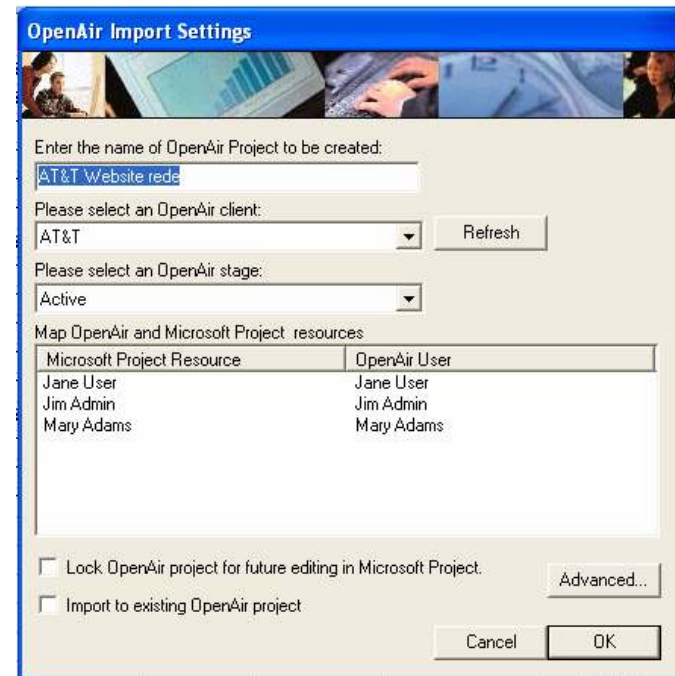 OpenAir Import Settings
Enter the name of OpenAir Project to be created:
AT&T Website rede
Please select an OpenAir client:
AT&T
Refresh
Please select an OpenAir stage:
Active
Map OpenAir and Microsoft Project resources
Microsoft Project Resource OpenAir User
Jane User Jane User
Jim Admin Jim Admin
Mary Adams Mary Adams
Lock OpenAir project for future editing in Microsoft Project.
Advanced...
Import to existing OpenAir project
Cancel OK